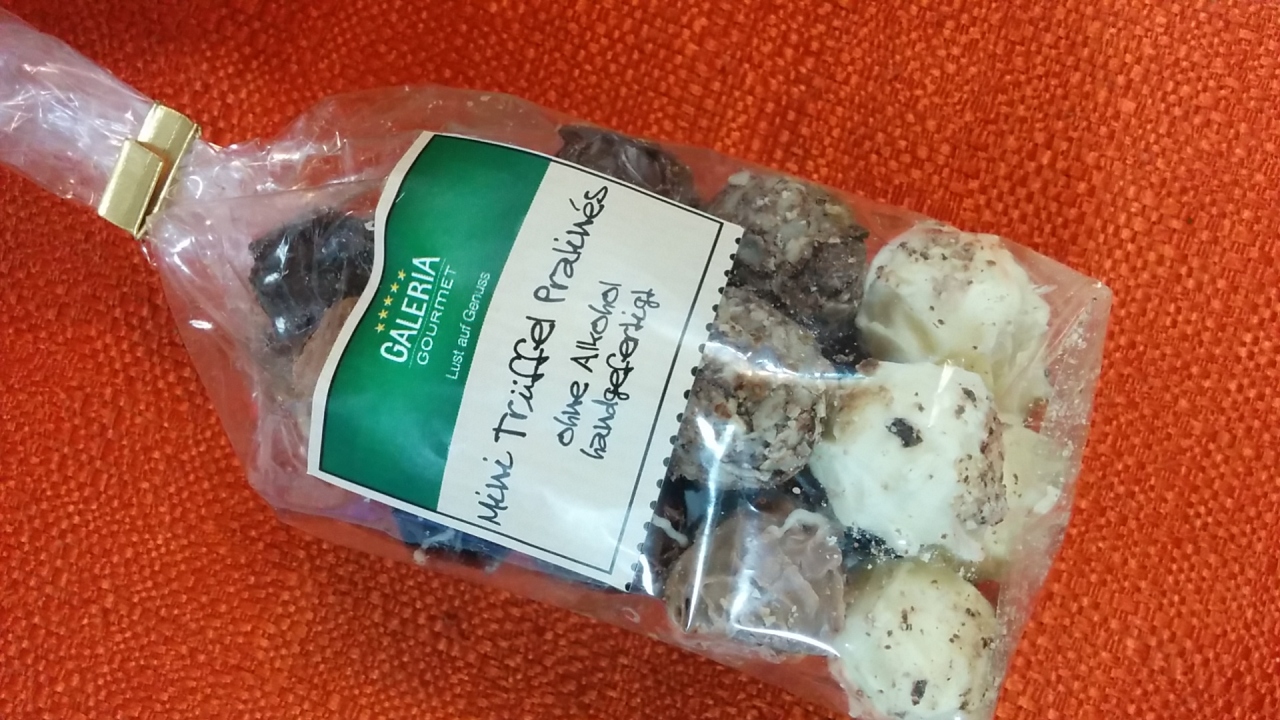 GALERIA
GOURMET
Lust auf Genuss
Mini Trüffel Pralinés
ohne Alkohol
handgefertigt